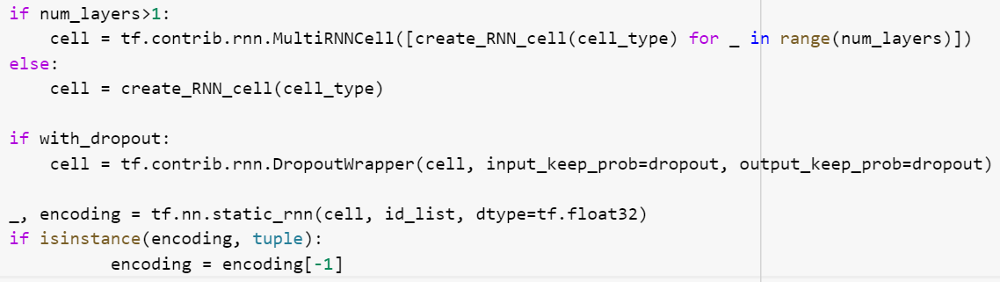 if num_layers>1:
    cell = tf.contrib.rnn.MultiRNNCell([create_RNN_cell(cell_type) for _ in range(num_layers)])
else:
    cell = create_RNN_cell(cell_type)

if with_dropout:
    cell = tf.contrib.rnn.DropoutWrapper(cell, input_keep_prob=dropout, output_keep_prob=dropout)

_, encoding = tf.nn.static_rnn(cell, id_list, dtype=tf.float32)
if isinstance(encoding, tuple):
          encoding = encoding[-1]